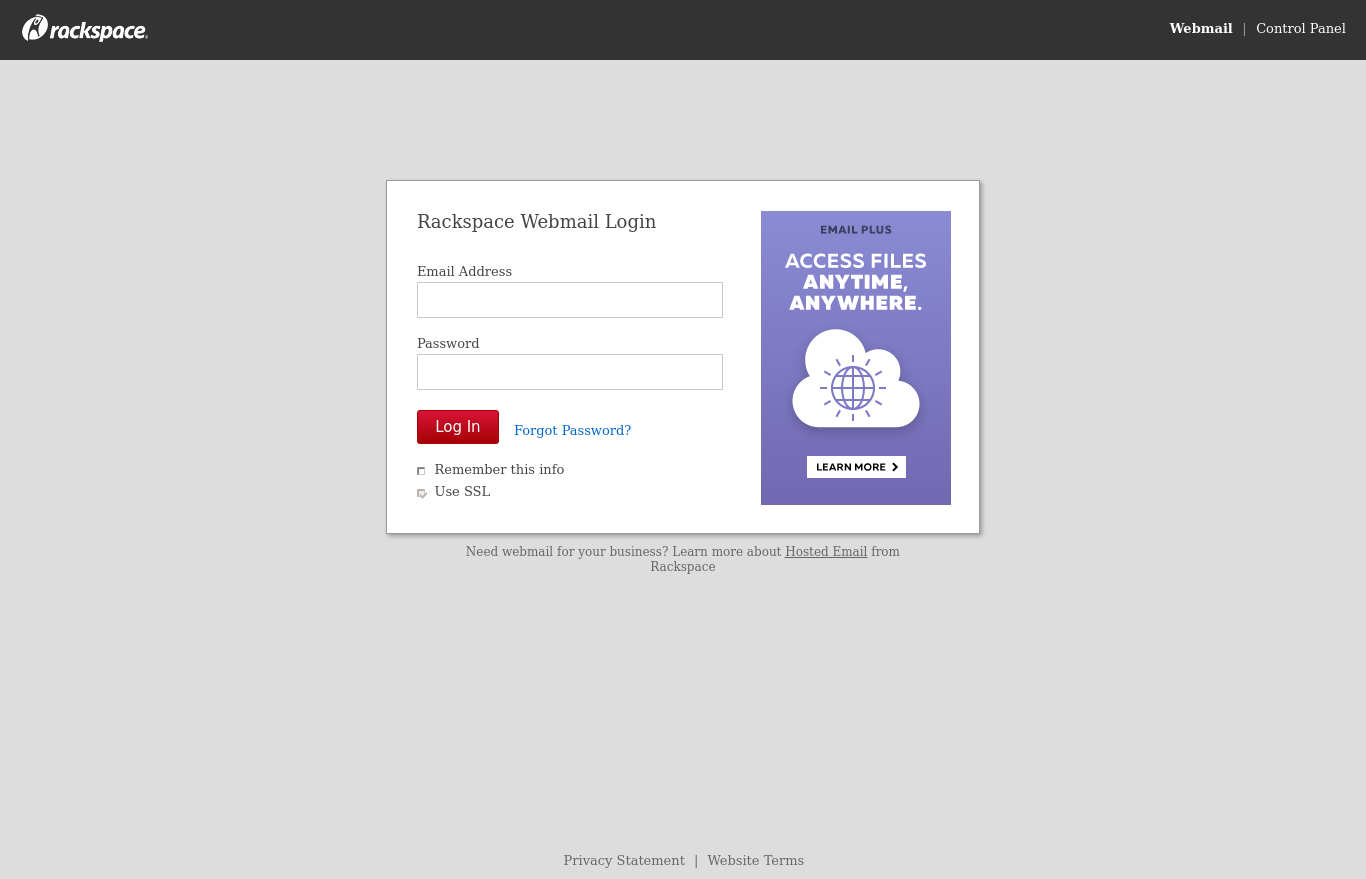 rackspace
Webmail | Control Panel
Rackspace Webmail Login
Email Address
Password
Log In Forgot Password?
Remember this info
Use SSL
EMAIL PLUS
ACCESS FILES
ANYTIME,
ANYWHERE.
LEARN MORE
Need webmail for your business? Learn more about Hosted Email from
Rackspace
Privacy Statement | Website Terms